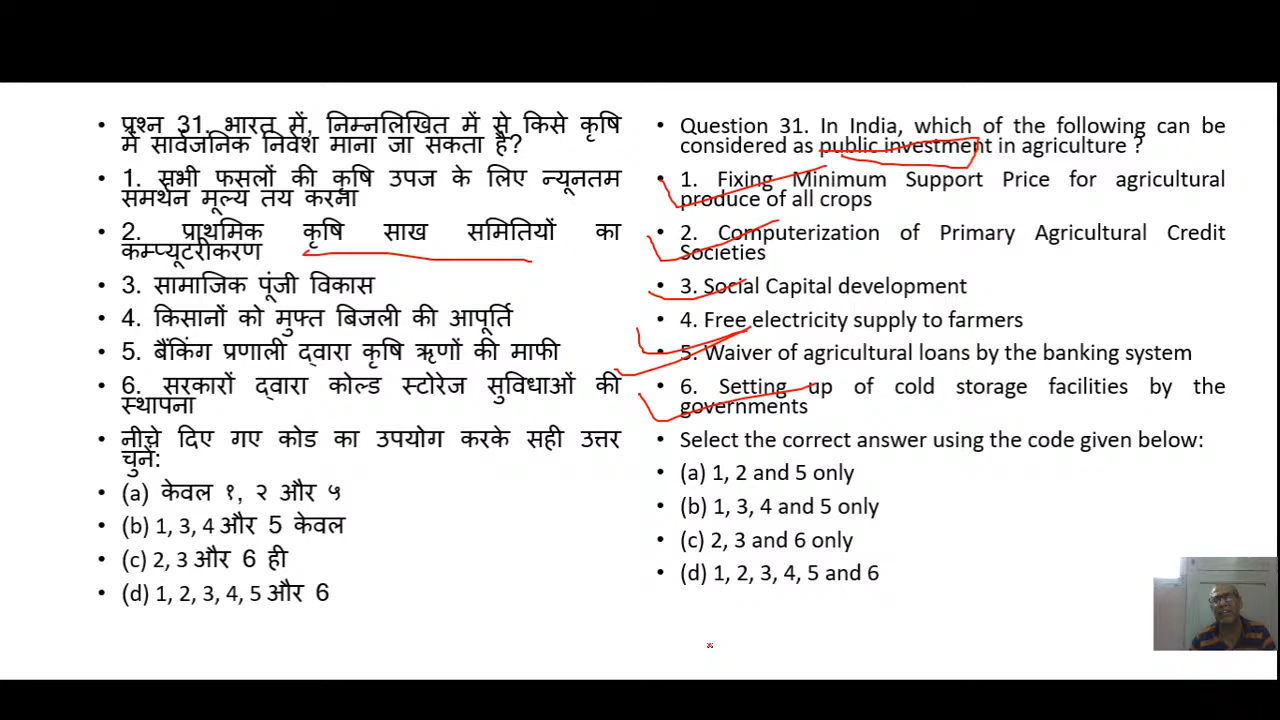 प्रश्न 31. भारत में, निम्नलिखित में से किसे कृषि
में सार्वजनिक निवेश माना जा सकता है?
1. सभी फसलों की कृषि उपज के लिए न्यूनतम
समर्थन मूल्य तय करना
2. प्राथमिक कृषि साख समितियों का
कम्प्यूटरीकरण
3. सामाजिक पूंजी विकास
4. किसानों को मुफ्त बिजली की आपूर्ति
5. बैंकिंग प्रणाली द्वारा कृषि ऋणों की माफी
6. सरकारों द्वारा कोल्ड स्टोरेज सुविधाओं की
स्थापना
नीचे दिए गए कोड का उपयोग करके सही उत्तर
चुनें:
(a) केवल १, २ और ५
(b) 1, 3, 4 और 5 केवल
(c) 2, 3 और 6 ही
(d) 1, 2, 3, 4, 5 और 6
Question 31. In India, which of the following can be
considered as public investment in agriculture ?
1. Fixing Minimum Support Price for agricultural
produce of all crops
2. Computerization of Primary Agricultural Credit
Societies
3. Social Capital development
4. Free electricity supply to farmers
5. Waiver of agricultural loans by the banking system
6. Setting up of cold storage facilities by the
governments
Select the correct answer using the code given below:
(a) 1, 2 and 5 only
(b) 1, 3, 4 and 5 only
(c) 2, 3 and 6 only
(d) 1, 2, 3, 4, 5 and 6